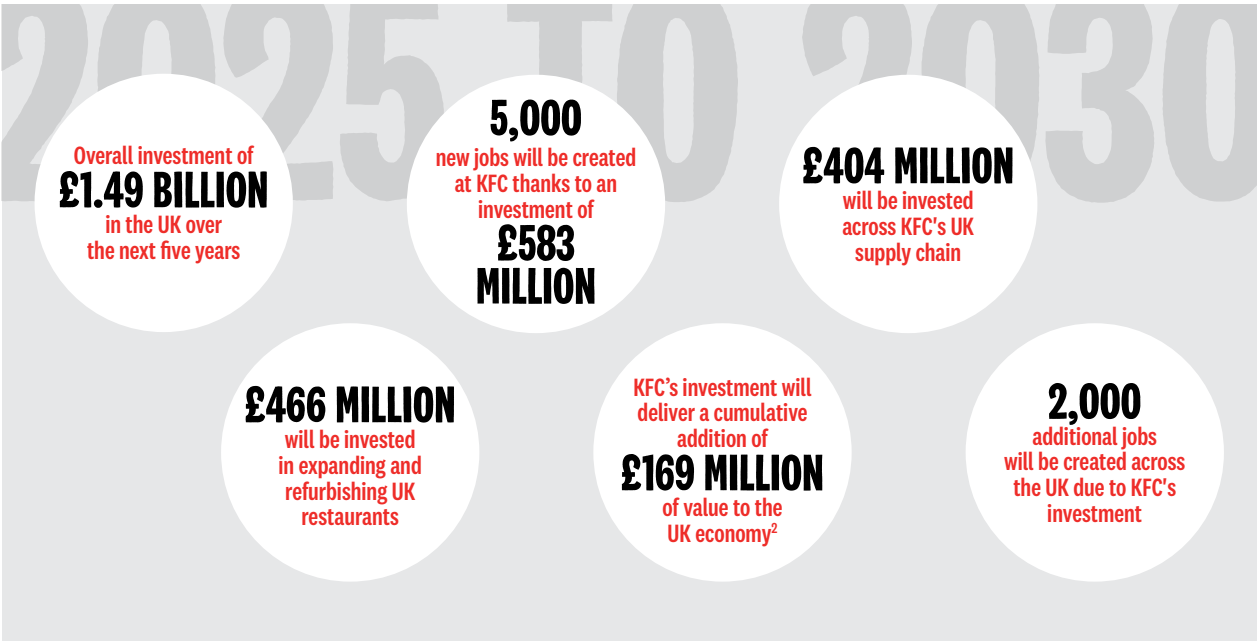 2025 TO 2030
Overall investment of
£1.49 BILLION
in the UK over
the next five years
5,000
new jobs will be created
at KFC thanks to an
investment of
£583
MILLION
£404 MILLION
will be invested
across KFC's UK
supply chain
£466 MILLION
will be invested
in expanding and
refurbishing UK
restaurants
KFC’s investment will
deliver a cumulative
addition of
£169 MILLION
of value to the
UK economy²
2,000
additional jobs
will be created across
the UK due to KFC's
investment